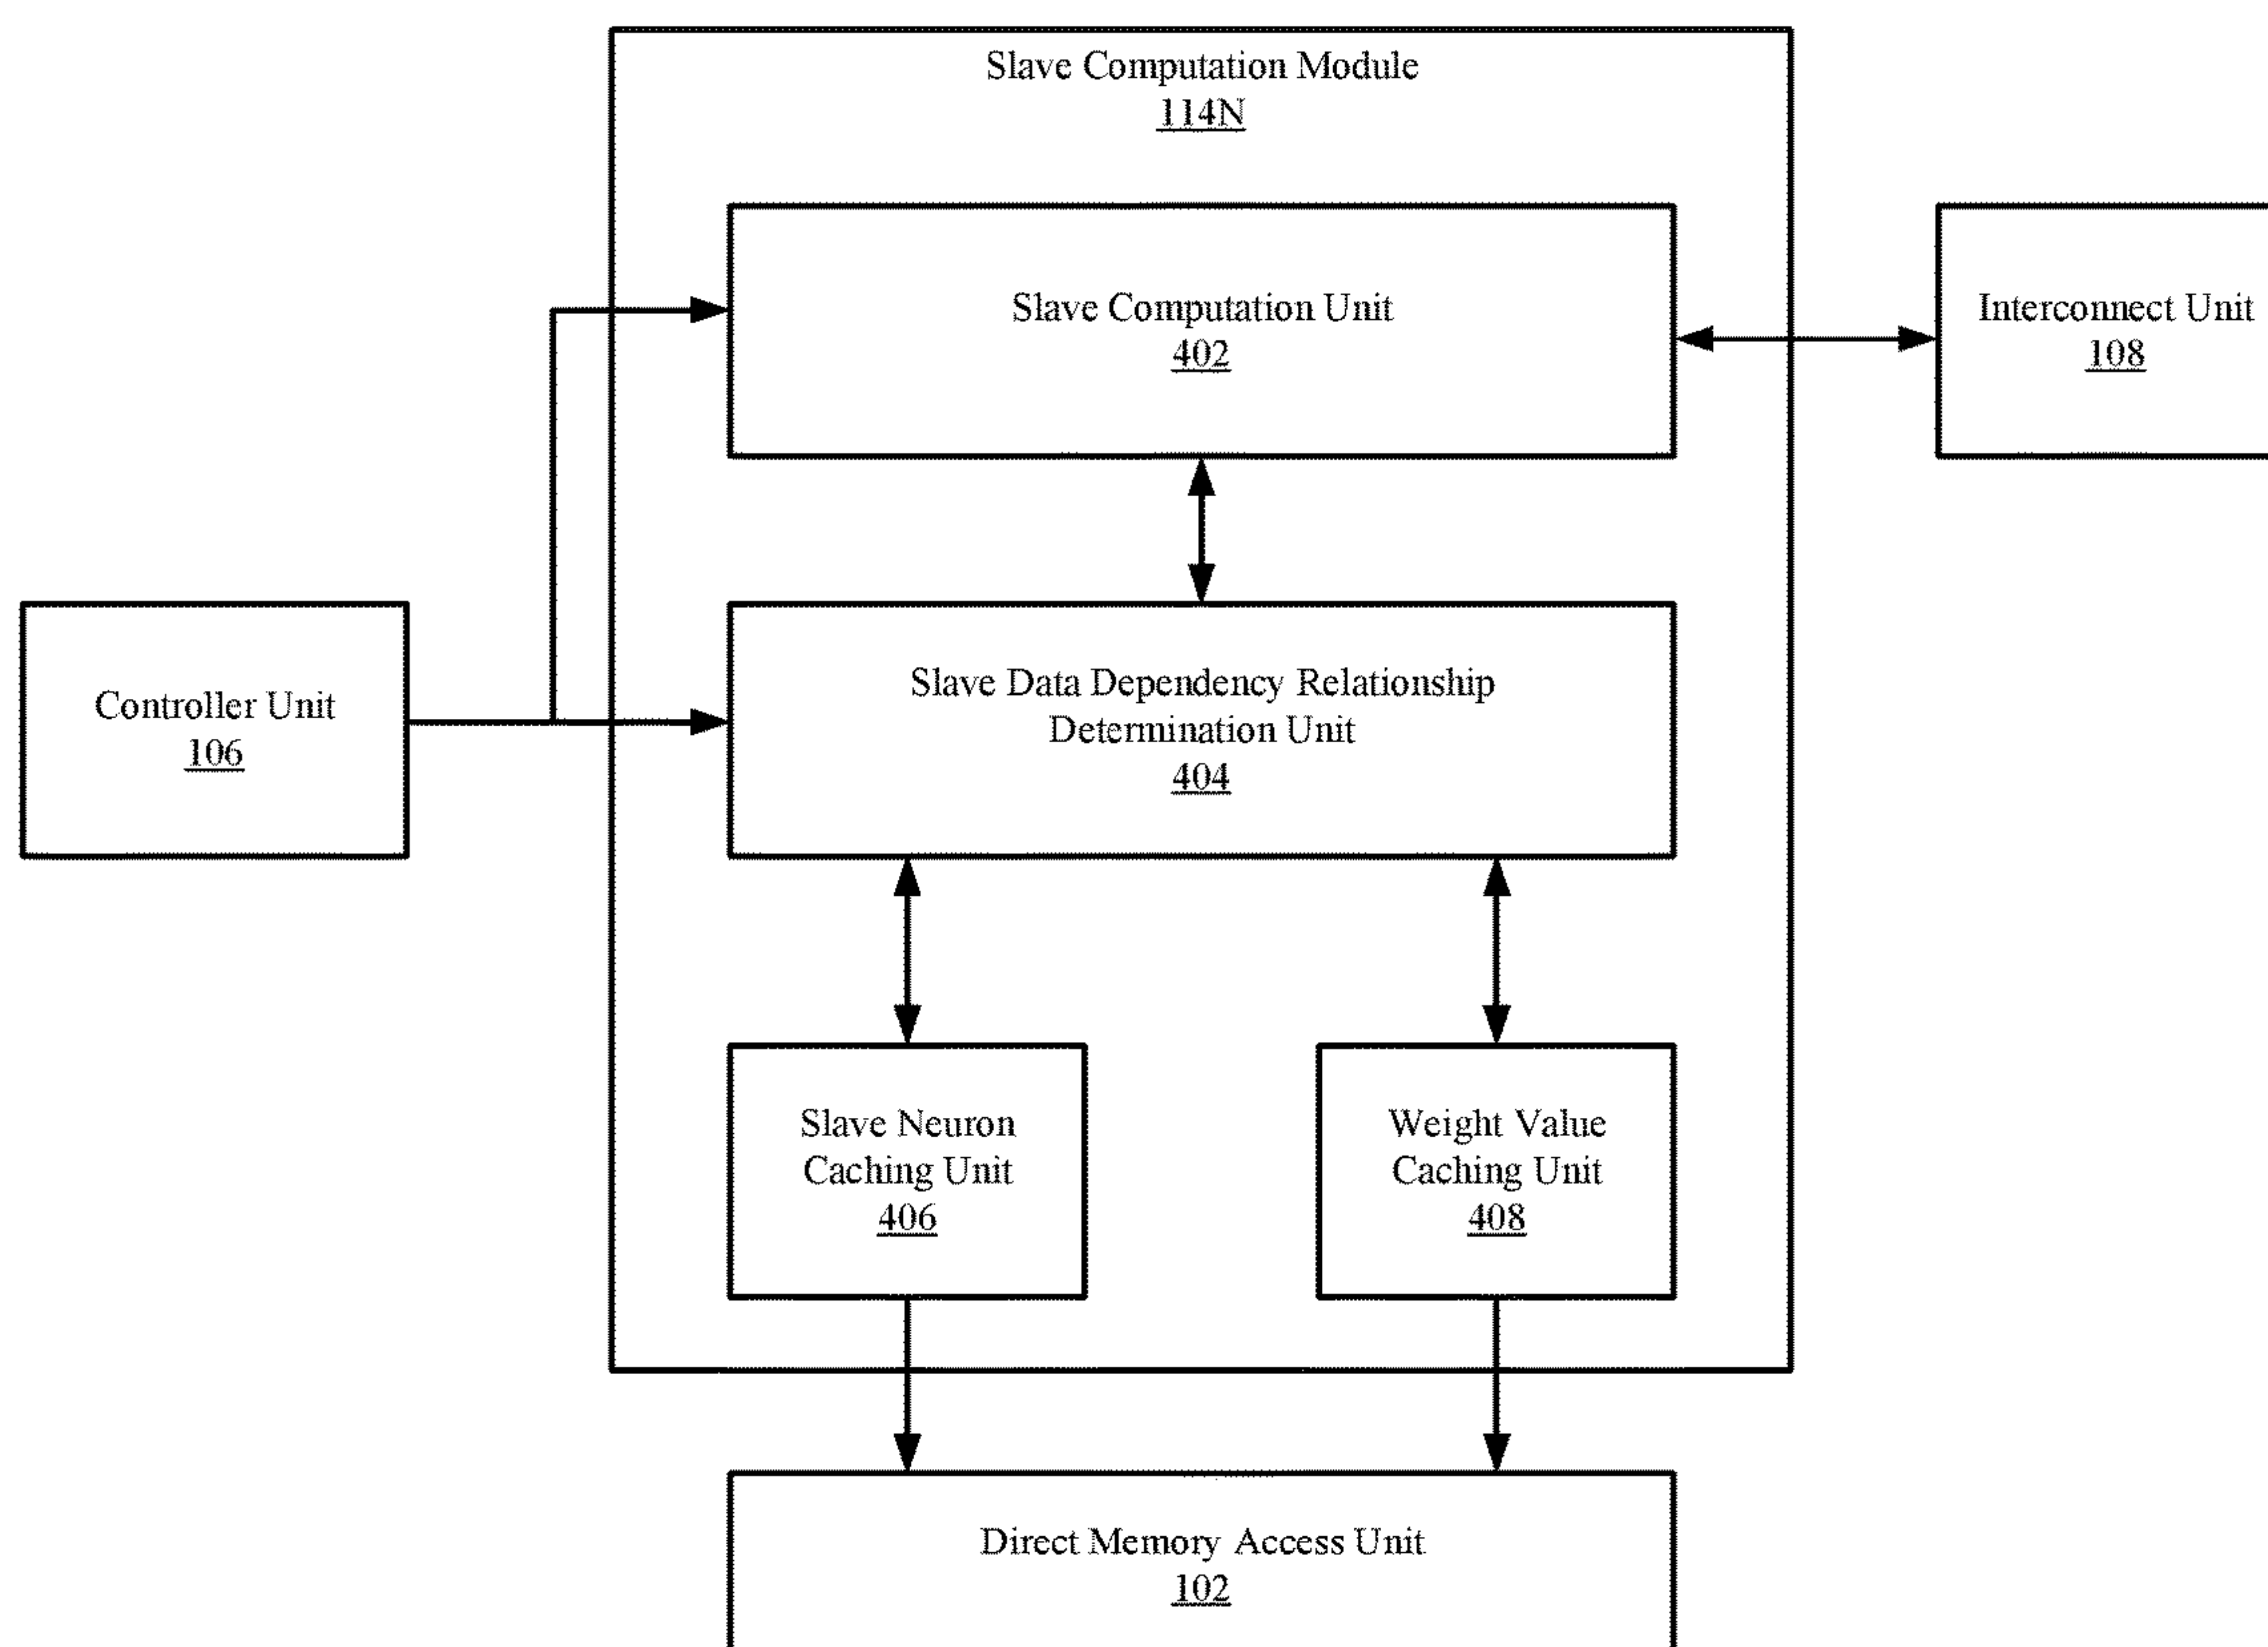 Slave Computation Module
114N
Slave Computation Unit
402
Interconnect Unit
108
Controller Unit
106
Slave Data Dependency Relationship
Determination Unit
404
Slave Neuron
Caching Unit
406
Weight Value
Caching Unit
408
Direct Memory Access Unit
102